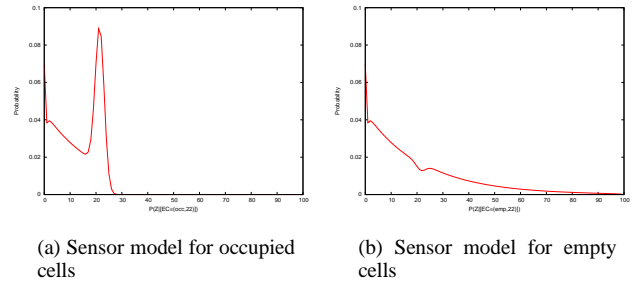 0.1
0.08
0.06
0.04
0.02
0
Probability
0 10 20 30 40 50 60 70 80 90 100
P(Z|[EC=(occ,22)])
0.1
0.08
0.06
0.04
0.02
0
Probability
0 10 20 30 40 50 60 70 80 90 100
P(Z|[EC=(emp,22)])
(a) Sensor model for occupied
cells
(b) Sensor model for empty
cells